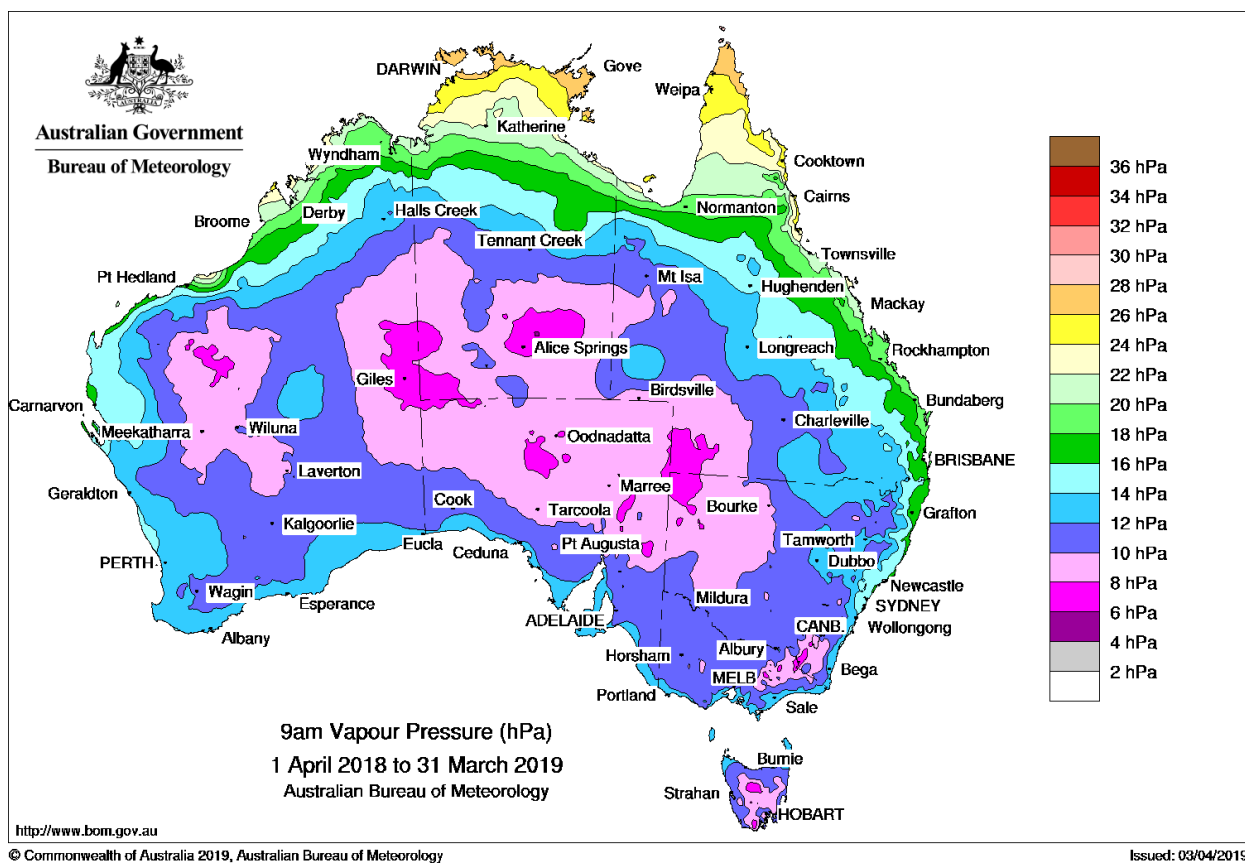 Australian Government
Bureau of Meteorology
AUSTRALIA
DARWIN
Gove
Weipa
Katherine
Wyndham
Cooktown
Cairns
Derby
Halls Creek
Normanton
Broome
Tennant Creek
Townsville
Pt Hedland
Mt Isa
Hughenden
Mackay
Alice Springs
Longreach
Rockhampton
Giles
Birdsville
Carnarvon
Bundaberg
Meekatharra
Wiluna
Oodnadatta
Charleville
Laverton
BRISBANE
Geraldton
Marree
Cook
Tarcoola
Bourke
Grafton
Kalgoorlie
Eucla
Ceduna
Pt Augusta
Tamworth
PERTH
Dubbo
Wagin
Newcastle
Esperance
Mildura
SYDNEY
ADELAIDE
CANB.
Wollongong
Albany
Horsham
Albury
MELB
Bega
Portland
Sale
Burnie
Strahan
HOBART
36 hPa
34 hPa
32 hPa
30 hPa
28 hPa
26 hPa
24 hPa
22 hPa
20 hPa
18 hPa
16 hPa
14 hPa
12 hPa
10 hPa
8 hPa
6 hPa
4 hPa
2 hPa
9am Vapour Pressure (hPa)
1 April 2018 to 31 March 2019
Australian Bureau of Meteorology
http://www.bom.gov.au
© Commonwealth of Australia 2019, Australian Bureau of Meteorology
Issued: 03/04/2019